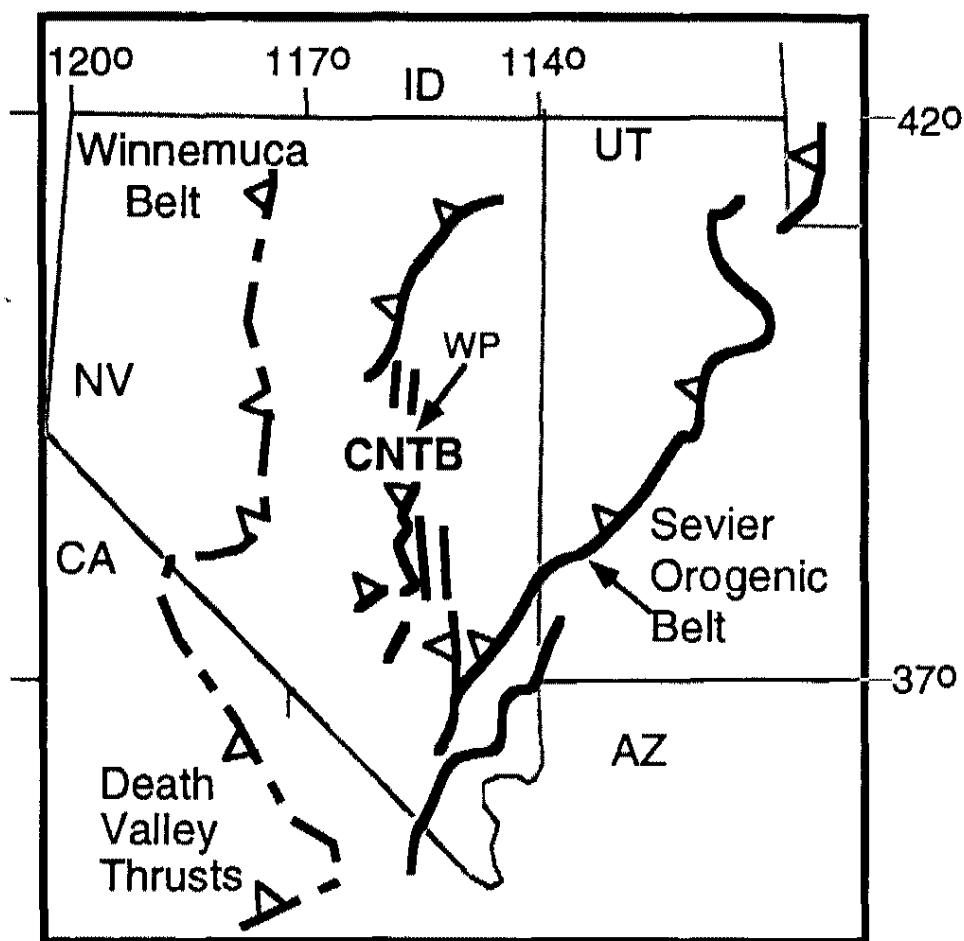 120o
117o
114o
ID
42o
UT
Winnemuca
Belt
WP
NV
CNTB
CA
Sevier
Orogenic
Belt
37o
AZ
Death
Valley
Thrusts